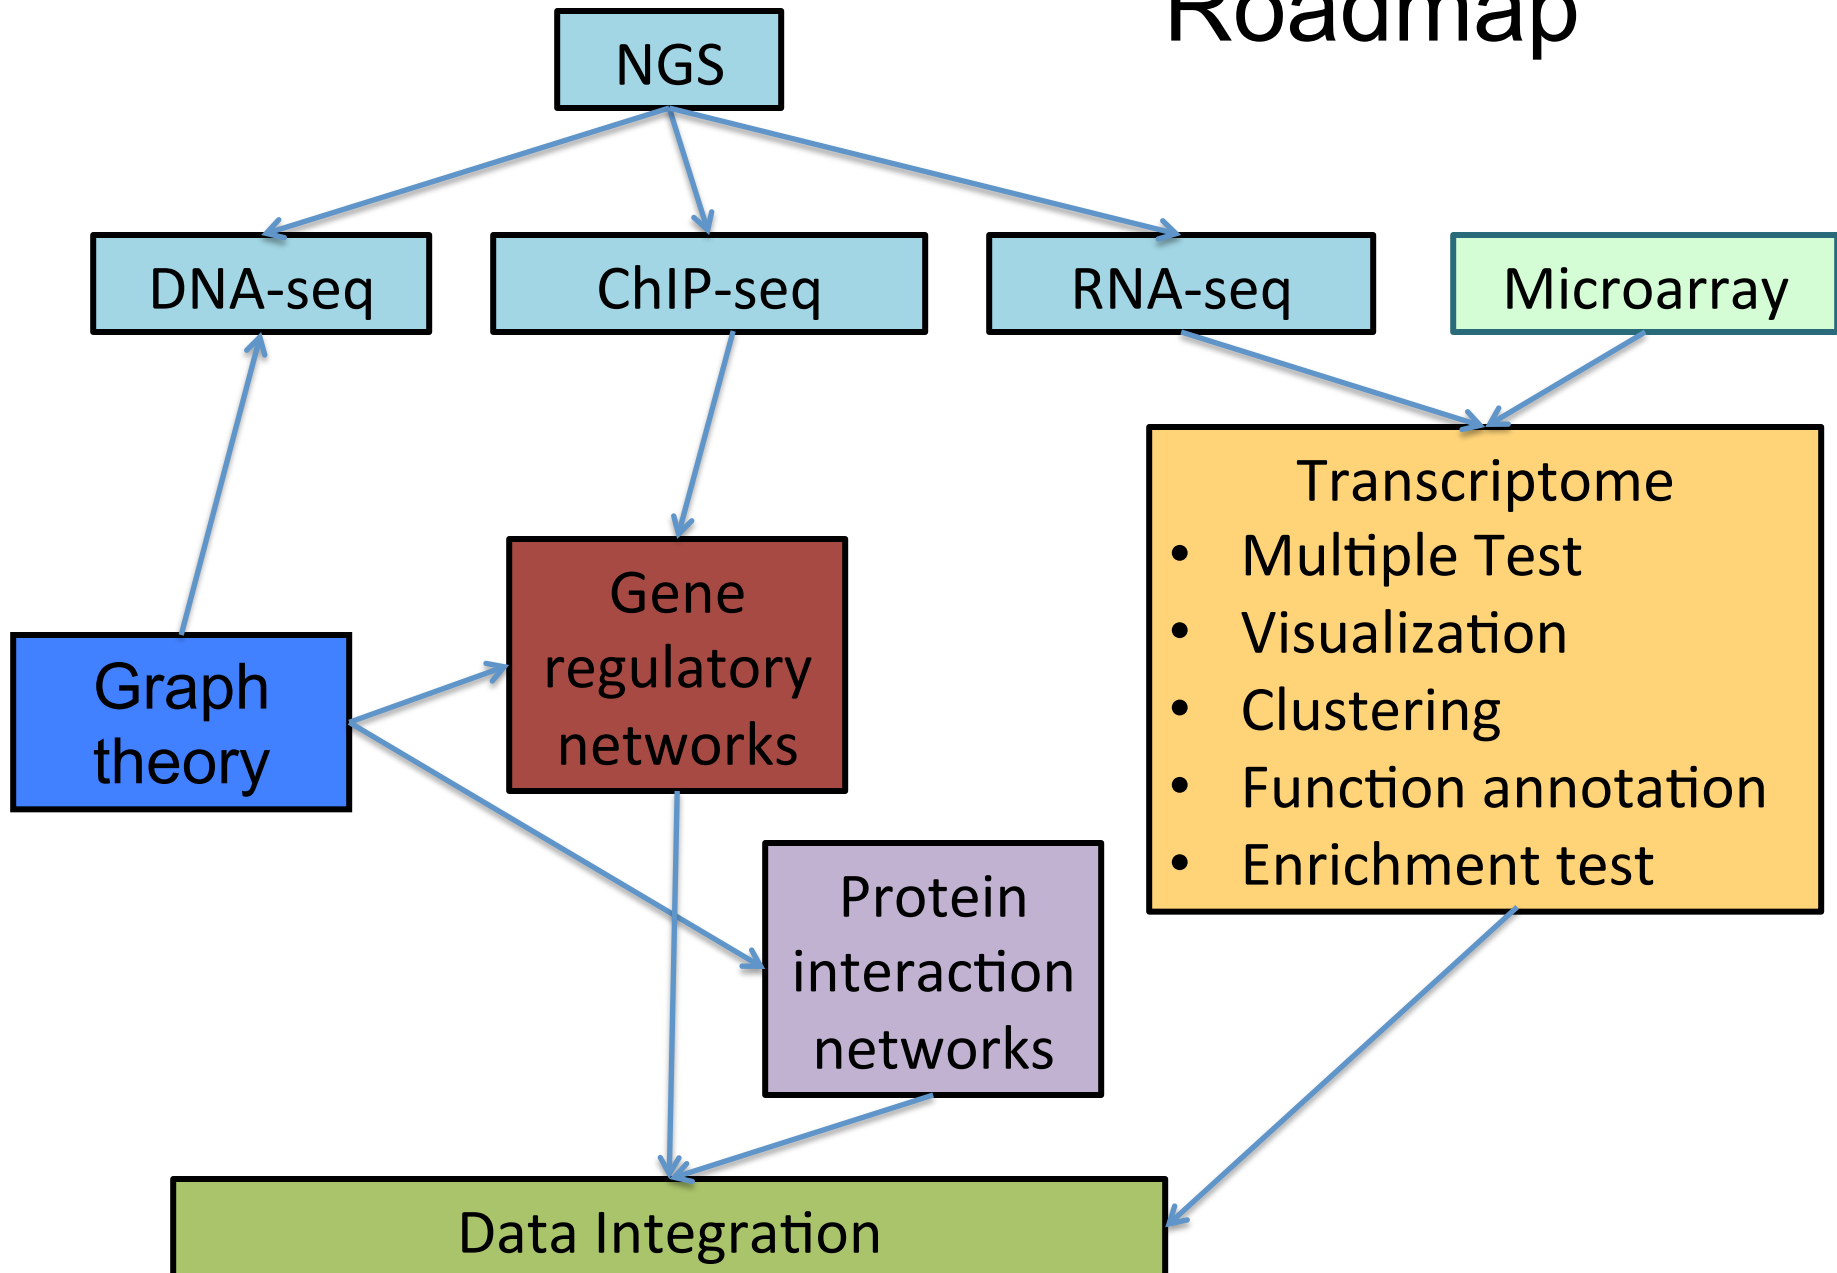 Roadmap
NGS
DNA-seq
ChIP-seq
RNA-seq
Microarray
Transcriptome
• Multiple Test
• Visualization
• Clustering
• Function annotation
• Enrichment test
Gene
regulatory
networks
Graph
theory
Protein
interaction
networks
Data Integration